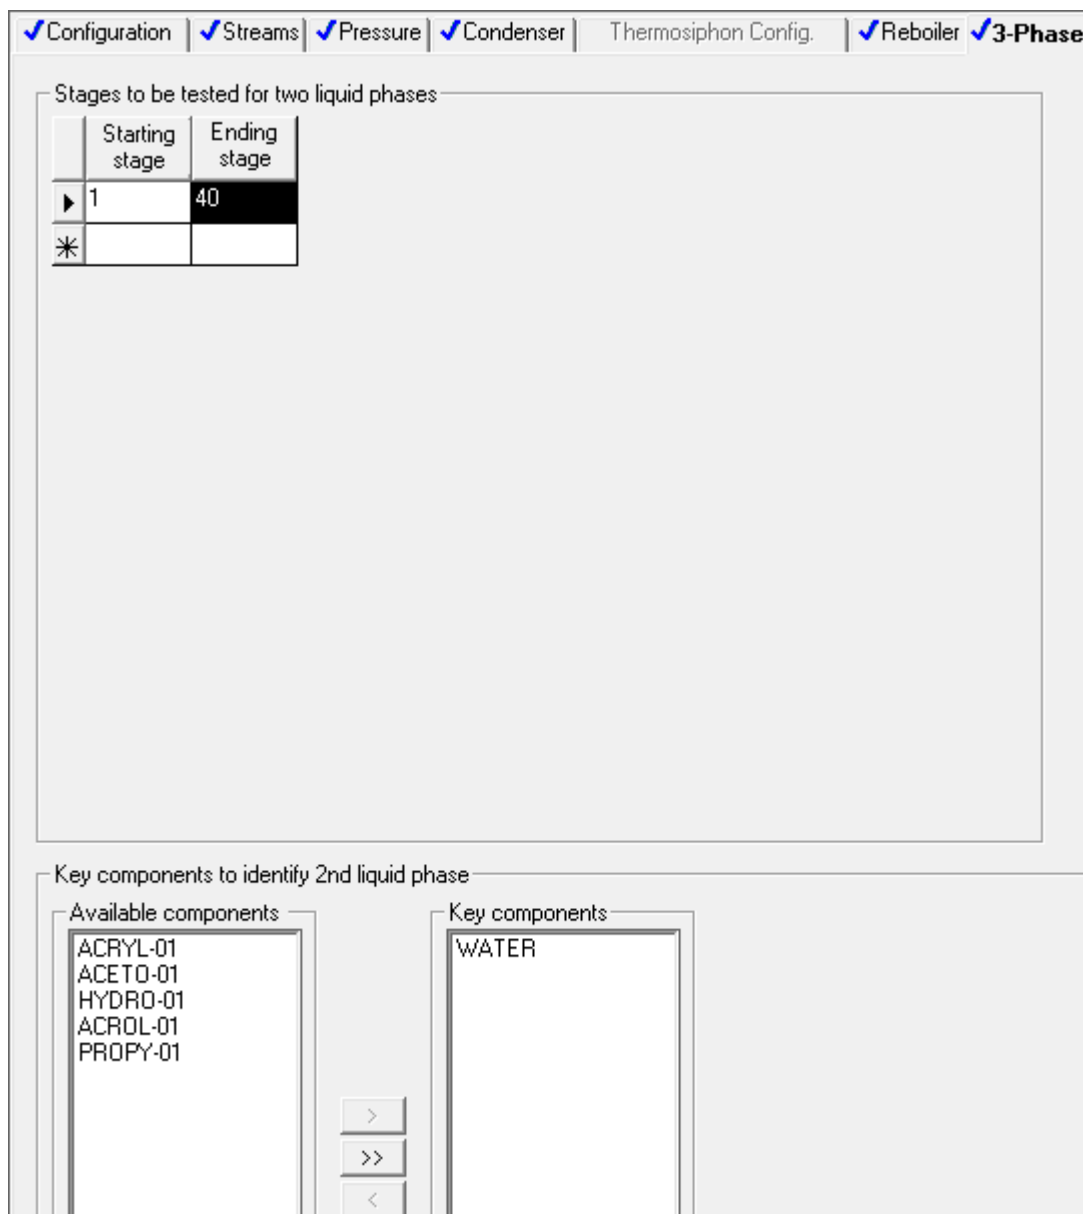 Configuration Streams Pressure Condenser Thermosiphon Config. Reboiler 3-Phase
Stages to be tested for two liquid phases
Starting stage Ending stage
1 40
Key components to identify 2nd liquid phase
Available components Key components
ACRYL-01 WATER
ACETO-01
HYDRO-01
ACROL-01
PROPY-01
>
>>
<